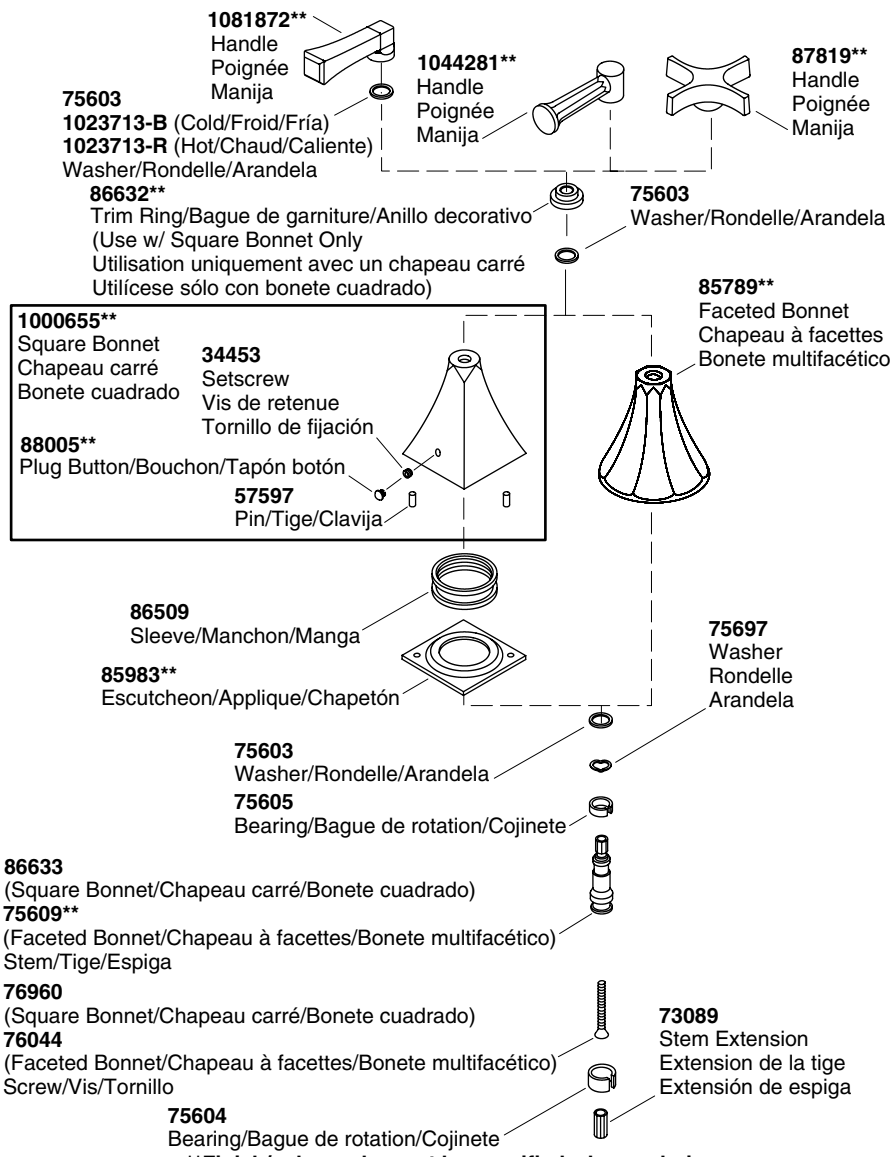 1081872**
Handle
Poignée
Manija
1044281**
Handle
Poignée
Manija
87819**
Handle
Poignée
Manija
75603
1023713-B (Cold/Froid/Fría)
1023713-R (Hot/Chaud/Caliente)
Washer/Rondelle/Arandela
86632**
Trim Ring/Bague de garniture/Anillo decorativo
(Use w/ Square Bonnet Only
Utilisation uniquement avec un chapeau carré
Utilícese sólo con bonete cuadrado)
75603
Washer/Rondelle/Arandela
85789**
Faceted Bonnet
Chapeau à facettes
Bonete multifacético
1000655**
Square Bonnet
Chapeau carré
Bonete cuadrado
34453
Setscrew
Vis de retenue
Tornillo de fijación
88005**
Plug Button/Bouchon/Tapón botón
57597
Pin/Tige/Clavija
86509
Sleeve/Manchon/Manga
85983**
Escutcheon/Applique/Chapetón
75697
Washer
Rondelle
Arandela
75603
Washer/Rondelle/Arandela
75605
Bearing/Bague de rotation/Cojinete
86633
(Square Bonnet/Chapeau carré/Bonete cuadrado)
75609**
(Faceted Bonnet/Chapeau à facettes/Bonete multifacético)
Stem/Tige/Espiga
76960
(Square Bonnet/Chapeau carré/Bonete cuadrado)
76044
(Faceted Bonnet/Chapeau à facettes/Bonete multifacético)
Screw/Vis/Tornillo
73089
Stem Extension
Extension de la tige
Extensión de espiga
75604
Bearing/Bague de rotation/Cojinete